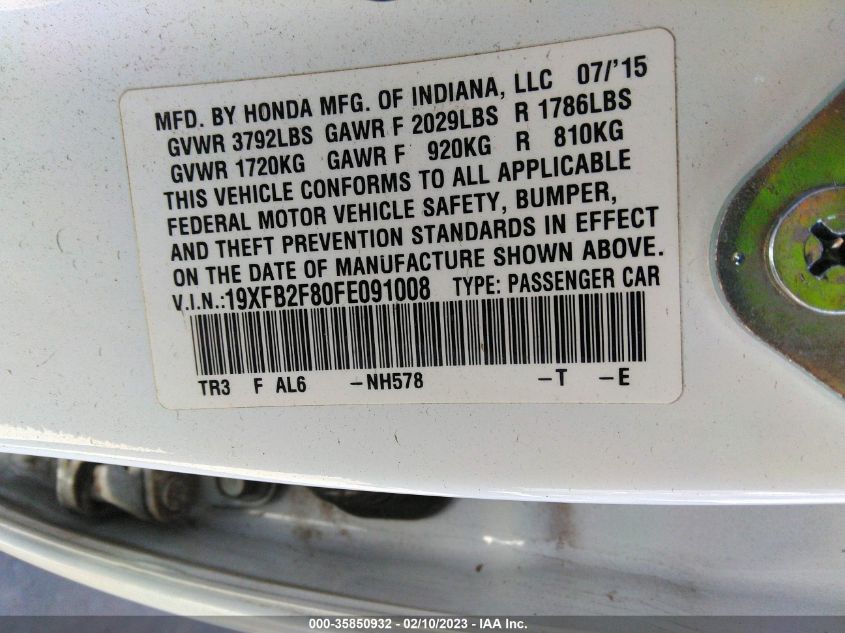 MFD. BY HONDA MFG. OF INDIANA, LLC 07/'15
GVWR 3792LBS GAWR F 2029LBS R 1786LBS
GVWR 1720KG GAWR F 920KG R 810KG
THIS VEHICLE CONFORMS TO ALL APPLICABLE
FEDERAL MOTOR VEHICLE SAFETY, BUMPER,
AND THEFT PREVENTION STANDARDS IN EFFECT
ON THE DATE OF MANUFACTURE SHOWN ABOVE.
V.I.N.:19XFB2F80FE091008 TYPE: PASSENGER CAR
TR3 F AL6 -NH578 -T -E
000-35850932 - 02/10/2023 - IAA Inc.